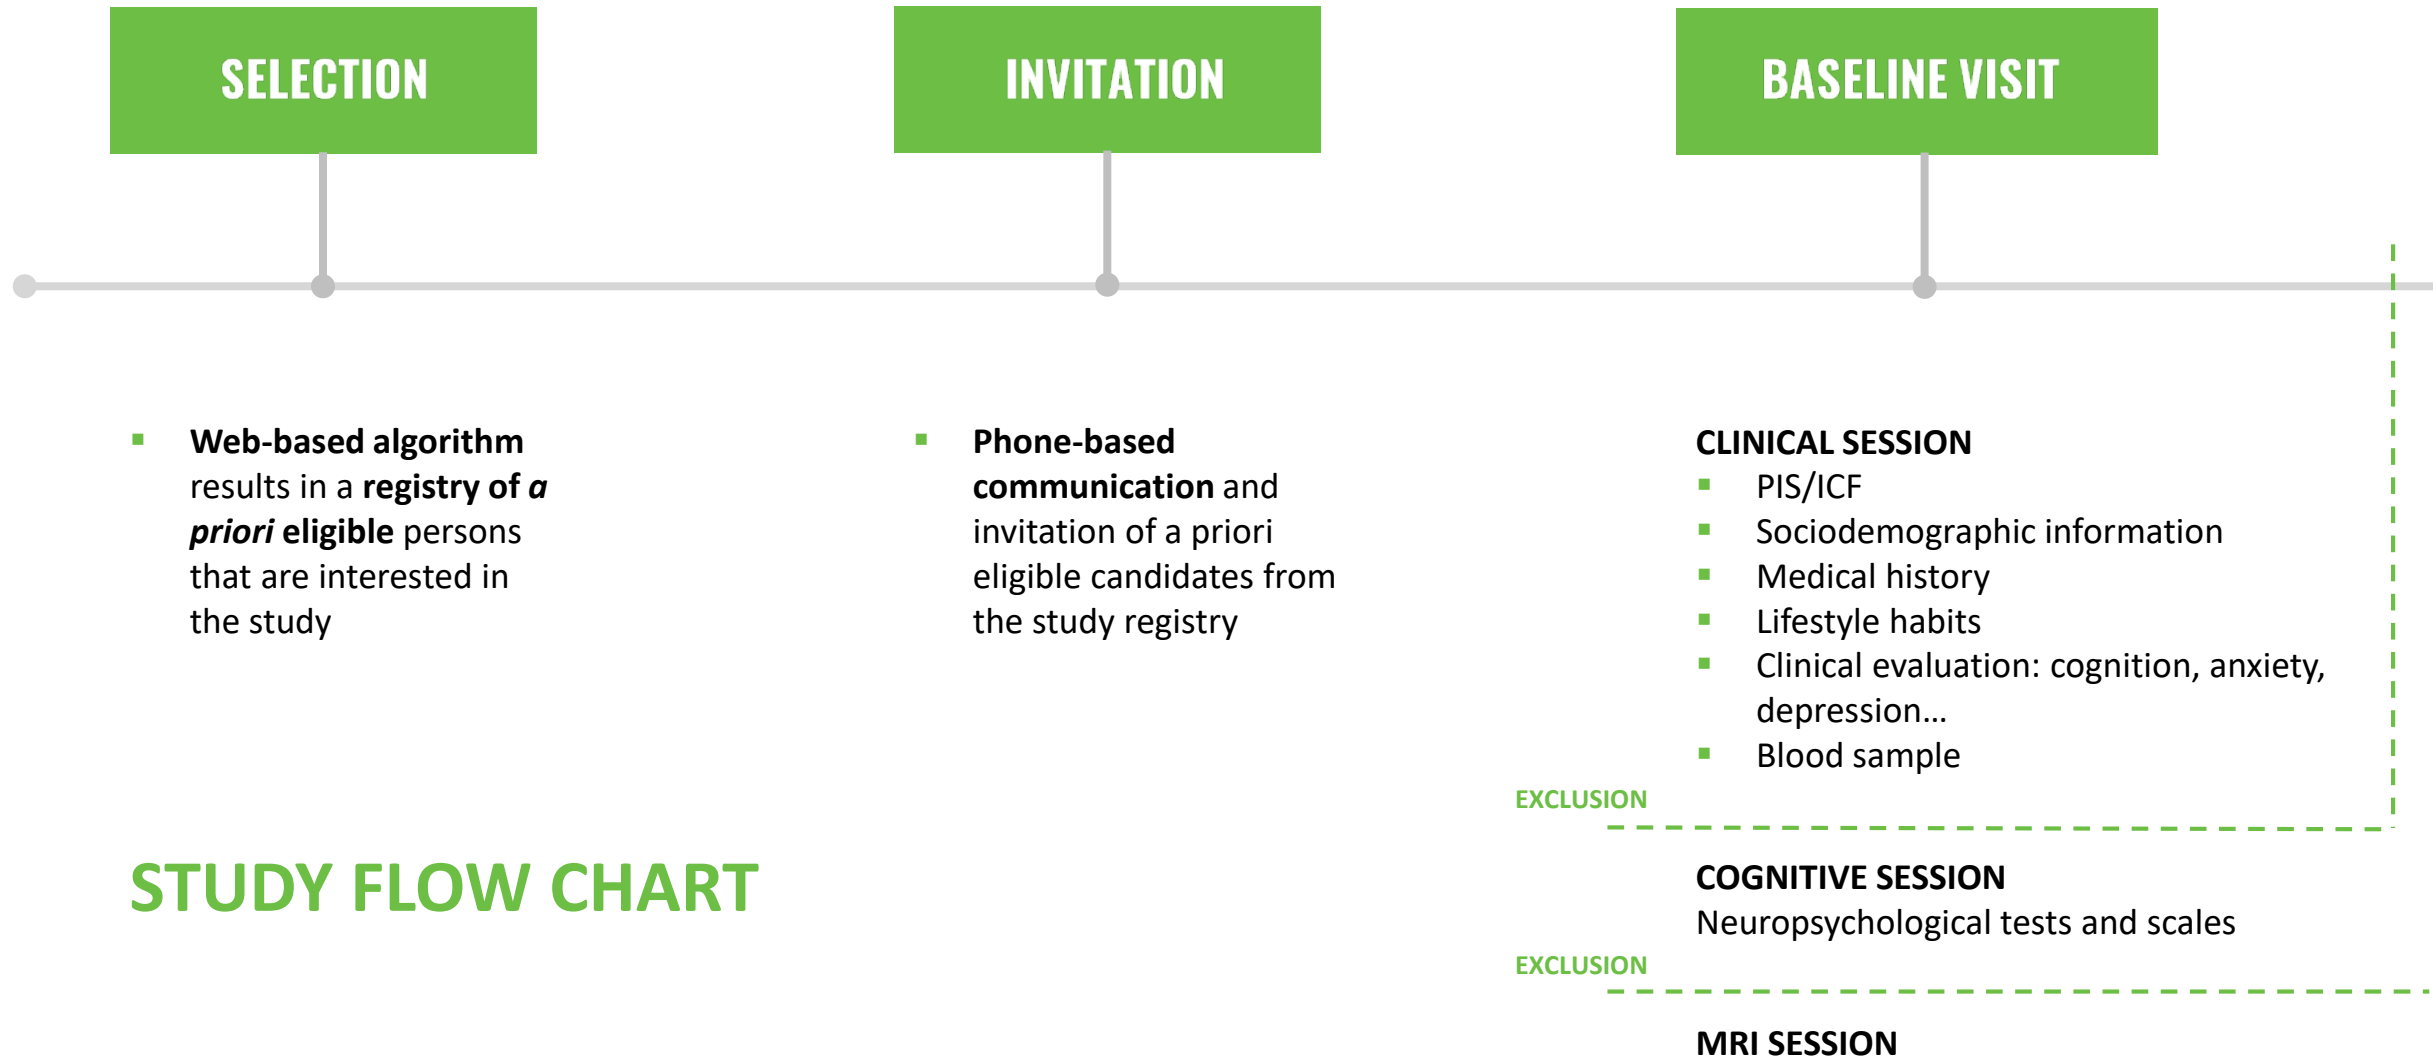 SELECTION
INVITATION
BASELINE VISIT
▪ Web-based algorithm
results in a registry of a
priori eligible persons
that are interested in
the study
▪ Phone-based
communication and
invitation of a priori
eligible candidates from
the study registry
CLINICAL SESSION
▪ PIS/ICF
▪ Sociodemographic information
▪ Medical history
▪ Lifestyle habits
▪ Clinical evaluation: cognition, anxiety,
depression…
▪ Blood sample
EXCLUSION
STUDY FLOW CHART
COGNITIVE SESSION
Neuropsychological tests and scales
EXCLUSION
MRI SESSION